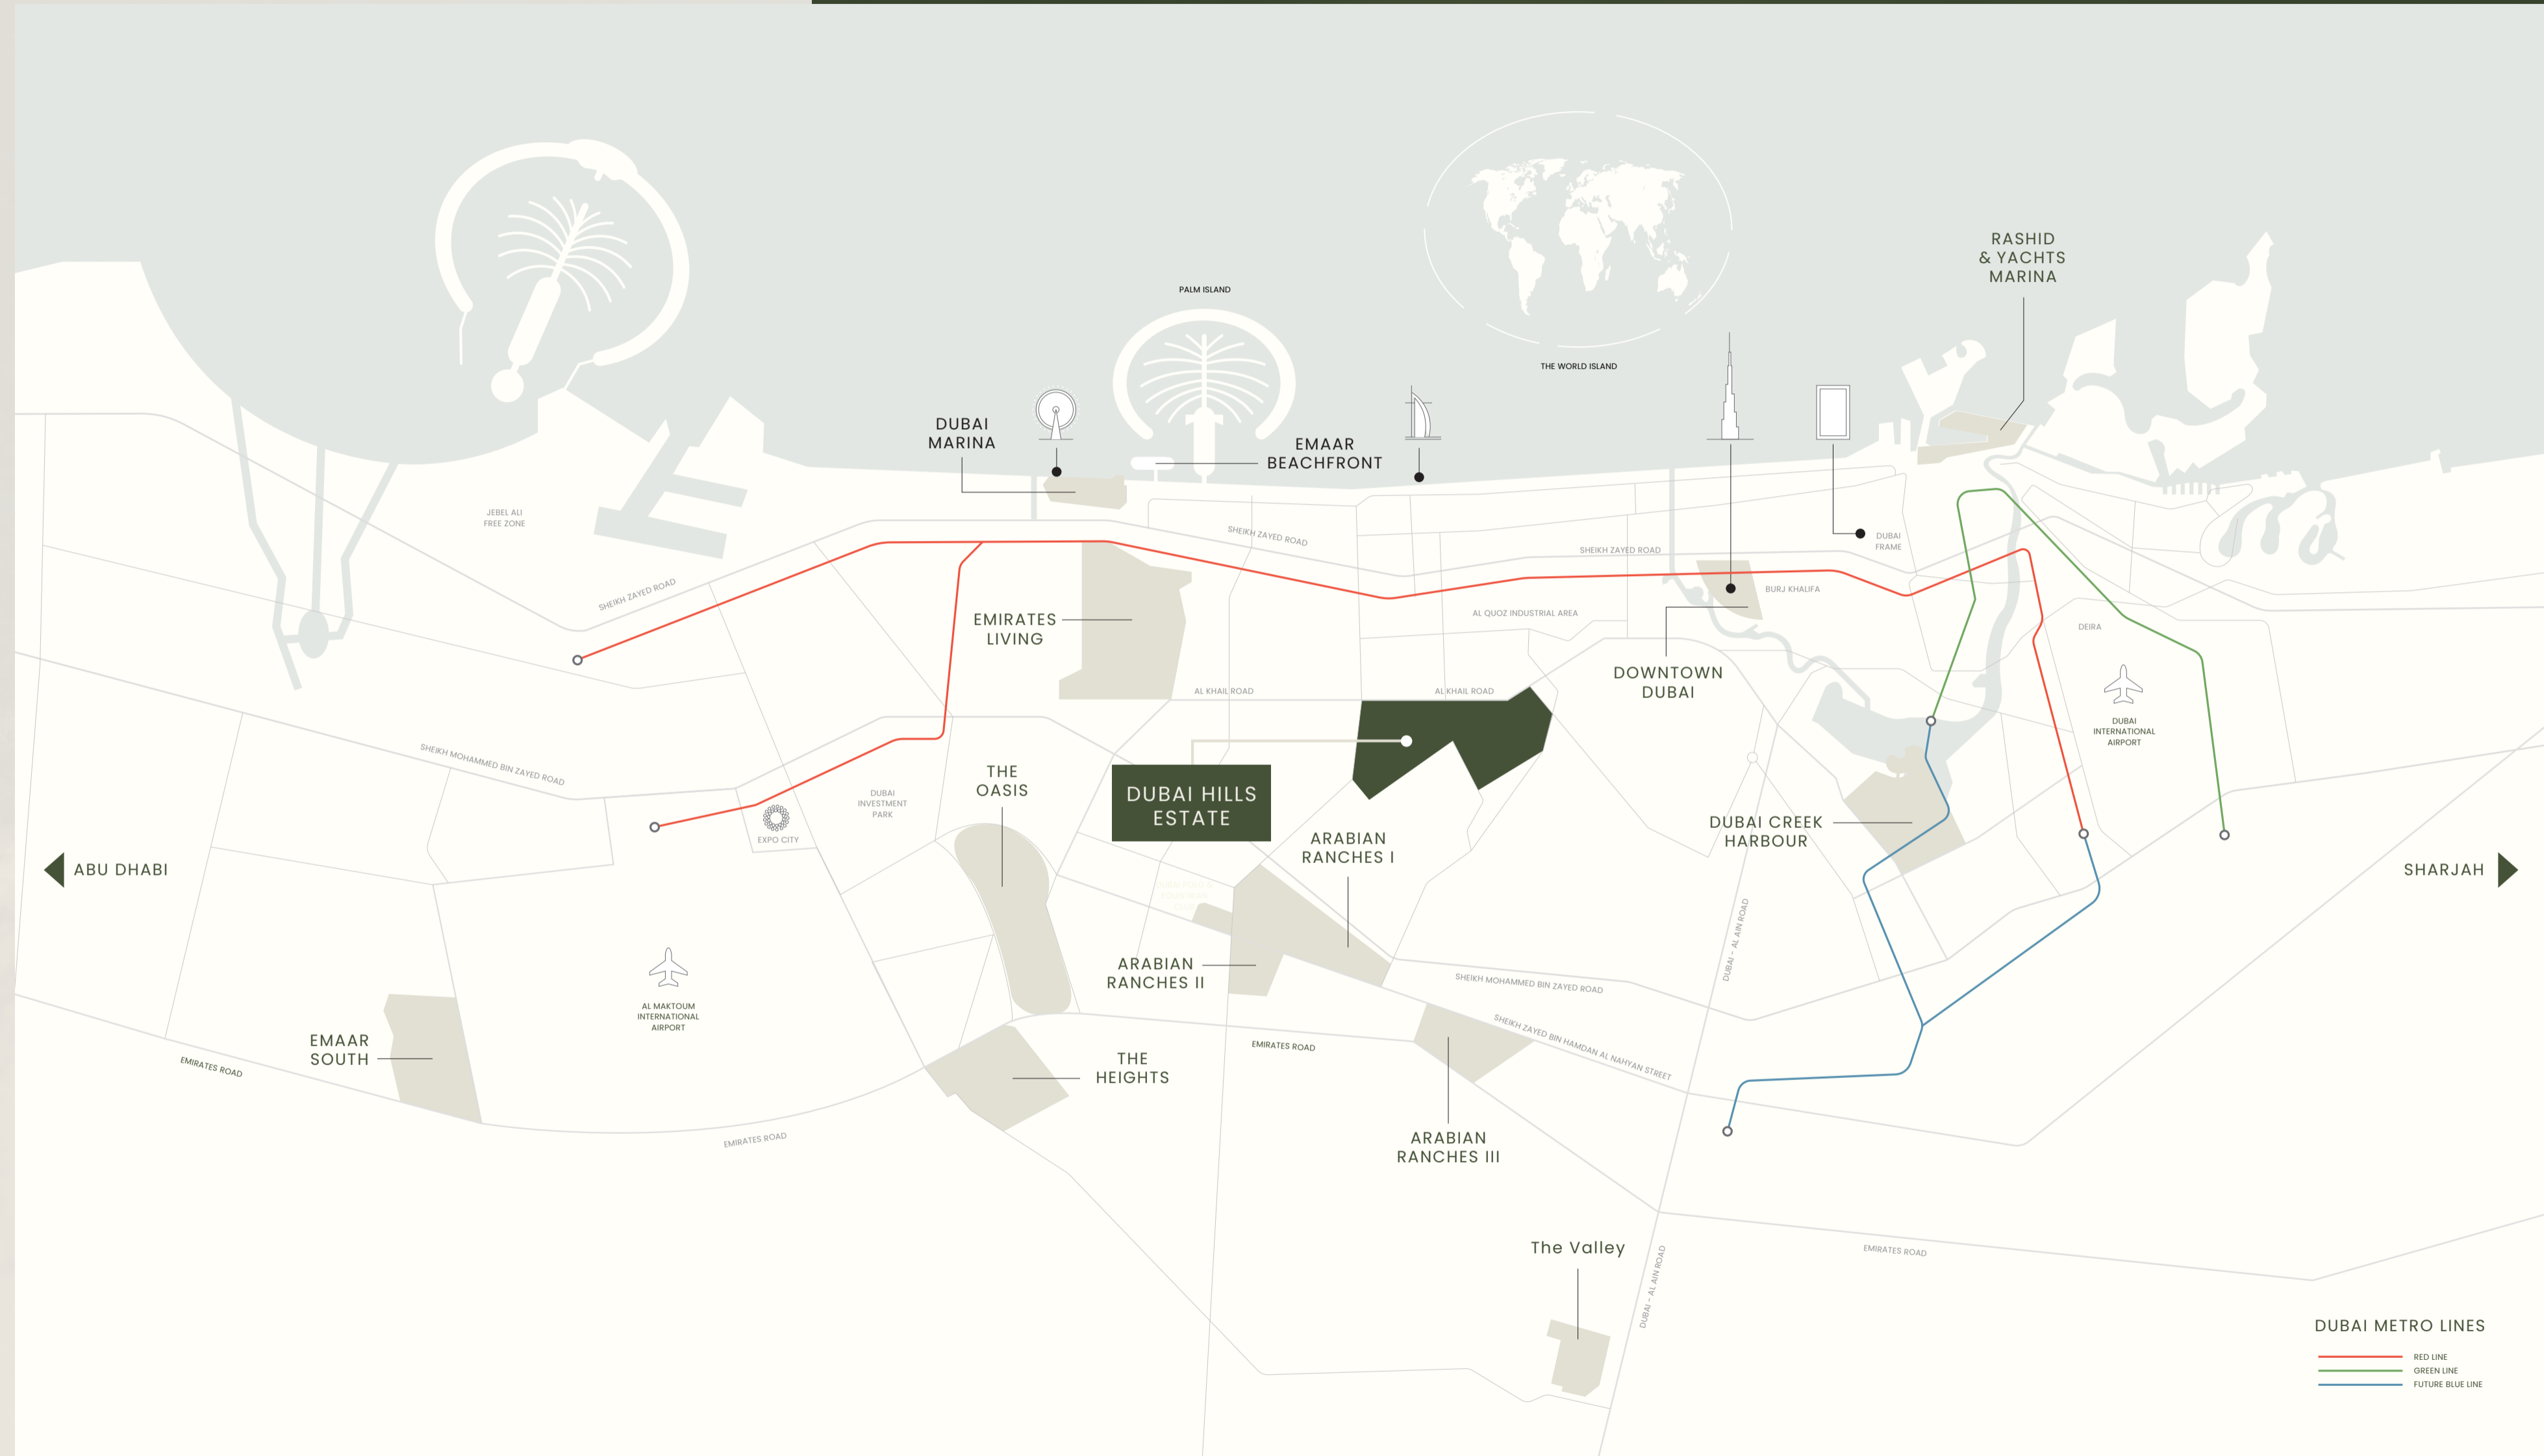 RASHID
& YACHTS
MARINA
PALM ISLAND
THE WORLD ISLAND
DUBAI
MARINA
EMAAR
BEACHFRONT
JEBEL ALI
FREE ZONE
SHEIKH ZAYED ROAD
SHEIKH ZAYED ROAD
SHEIKH ZAYED ROAD
DUBAI
FRAME
BURJ KHALIFA
AL QUOZ INDUSTRIAL AREA
EMIRATES
LIVING
DEIRA
DOWNTOWN
DUBAI
AL KHAIL ROAD
AL KHAIL ROAD
DUBAI
INTERNATIONAL
AIRPORT
SHEIKH MOHAMMED BIN ZAYED ROAD
THE
OASIS
DUBAI
INVESTMENT
PARK
DUBAI HILLS
ESTATE
EXPO CITY
DUBAI CREEK
HARBOUR
ARABIAN
RANCHES I
ABU DHABI
SHARJAH
DUBAI - AL AIN ROAD
ARABIAN
RANCHES II
SHEIKH MOHAMMED BIN ZAYED ROAD
AL MAKTOUM
INTERNATIONAL
AIRPORT
SHEIKH ZAYED BIN HAMDAN AL NAHYAN STREET
EMAAR
SOUTH
EMIRATES ROAD
EMIRATES ROAD
THE
HEIGHTS
EMIRATES ROAD
ARABIAN
RANCHES III
The Valley
EMIRATES ROAD
DUBAI - AL AIN ROAD
DUBAI METRO LINES
RED LINE
GREEN LINE
FUTURE BLUE LINE